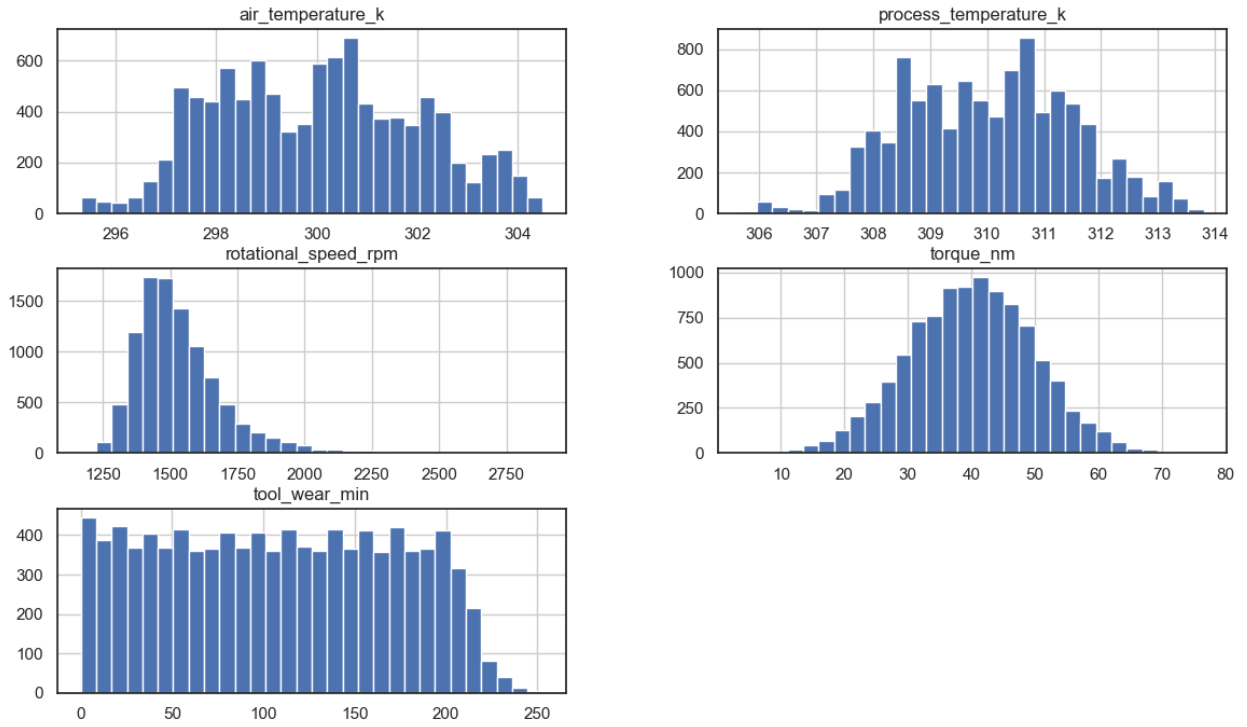 air_temperature_k
600
400
200
0
296 298 300 302 304
process_temperature_k
800
600
400
200
0
306 307 308 309 310 311 312 313 314
rotational_speed_rpm
1500
1000
500
0
1250 1500 1750 2000 2250 2500 2750
torque_nm
1000
750
500
250
0
10 20 30 40 50 60 70 80
tool_wear_min
400
300
200
100
0
0 50 100 150 200 250